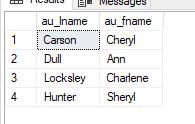 Results Messages
au_lname au_fname
1 Carson Cheryl
2 Dull Ann
3 Locksley Charlene
4 Hunter Sheryl